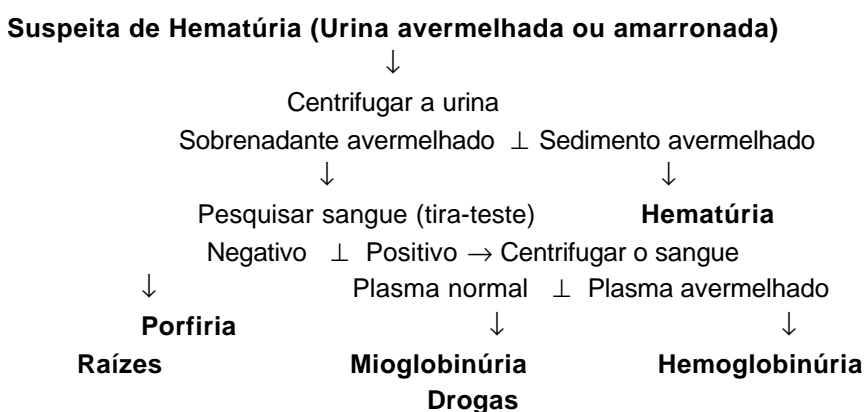 Suspeita de Hematúria (Urina avermelhada ou amarronada)
↓
Centrifugar a urina
Sobrenadante avermelhado ⊥ Sedimento avermelhado
↓ ↓
Pesquisar sangue (tira-teste) Hematúria
Negativo ⊥ Positivo → Centrifugar o sangue
↓ Plasma normal ⊥ Plasma avermelhado
Porfiria ↓ ↓
Raízes Mioglobinúria Hemoglobinúria
Drogas